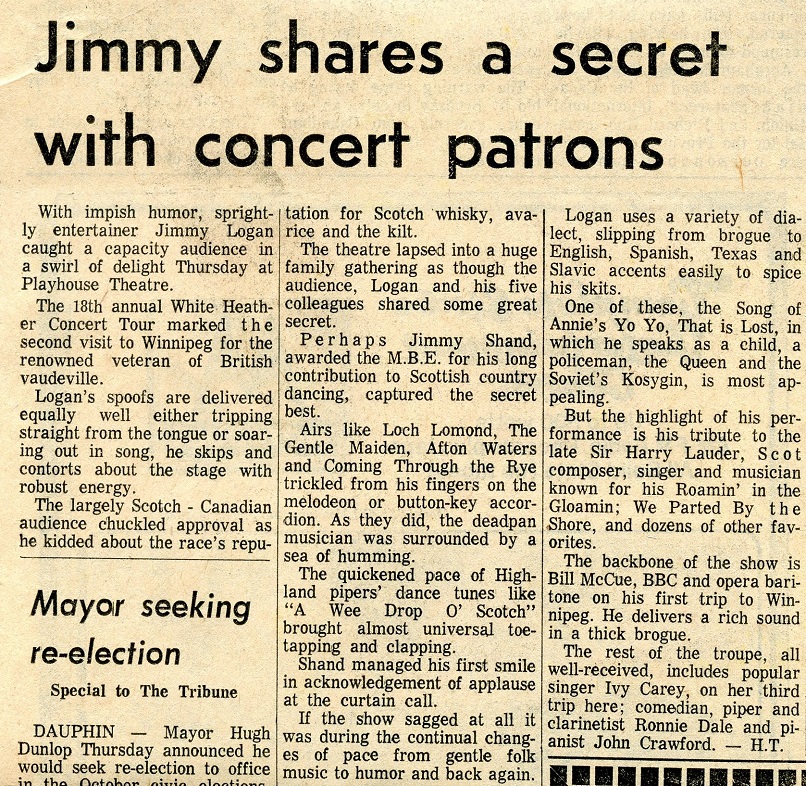 Jimmy shares a secret
with concert patrons
With impish humor, spright-
ly entertainer Jimmy Logan
caught a capacity audience in
a swirl of delight Thursday at
Playhouse Theatre.
The 18th annual White Heath-
er Concert Tour marked the
second visit to Winnipeg for the
renowned veteran of British
vaudeville.
Logan's spoofs are delivered
equally well either tripping
straight from the tongue or soar-
ing out in song, he skips and
contorts about the stage with
robust energy.
The largely Scotch - Canadian
audience chuckled approval as
he kidded about the race's repu-
tation for Scotch whisky, ava-
rice and the kilt.
The theatre lapsed into a huge
family gathering as though the
audience, Logan and his five
colleagues shared some great
secret.
Perhaps Jimmy Shand,
awarded the M.B.E. for his long
contribution to Scottish country
dancing, captured the secret
best.
Airs like Loch Lomond, The
Gentle Maiden, Afton Waters
and Coming Through the Rye
trickled from his fingers on the
melodeon or button-key accor-
dion. As they did, the deadpan
musician was surrounded by a
sea of humming.
The quickened pace of High-
land pipers' dance tunes like
"A Wee Drop O' Scotch"
brought almost universal toe-
tapping and clapping.
Shand managed his first smile
in acknowledgement of applause
at the curtain call.
If the show sagged at all it
was during the continual chang-
es of pace from gentle folk
music to humor and back again.
Logan uses a variety of dia-
lect, slipping from brogue to
English, Spanish, Texas and
Slavic accents easily to spice
his skits.
One of these, the Song of
Annie's Yo Yo, That is Lost, in
which he speaks as a child, a
policeman, the Queen and the
Soviet's Kosygin, is most ap-
pealing.
But the highlight of his per-
formance is his tribute to the
late Sir Harry Lauder, Scot
composer, singer and musician
known for his Roamin' in the
Gloamin; We Parted By the
Shore, and dozens of other fav-
orites.
The backbone of the show is
Bill McCue, BBC and opera bari-
tone on his first trip to Win-
nipeg. He delivers a rich sound
in a thick brogue.
The rest of the troupe, all
well-received, includes popular
singer Ivy Carey, on her third
trip here; comedian, piper and
clarinetist Ronnie Dale and pi-
anist John Crawford. — H.T.
Mayor seeking
re-election
Special to The Tribune
DAUPHIN — Mayor Hugh
Dunlop Thursday announced he
would seek re-election to office
in the October civic elections.